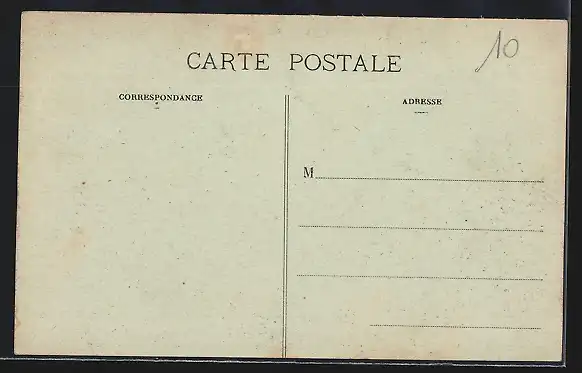 CARTE POSTALE
10
CORRESPONDANCE
ADRESSE
M